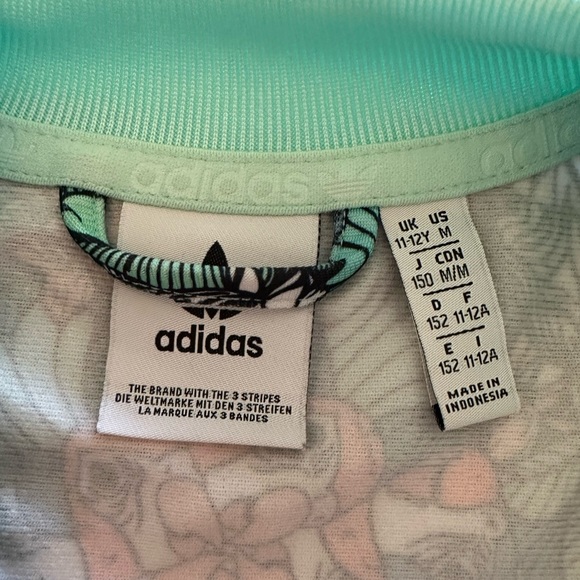 adidas
adidas
THE BRAND WITH THE 3 STRIPES
DIE WELTMARKE MIT DEN 3 STREIFEN
LA MARQUE AUX 3 BANDES
UK US
11-12Y M
J CDN
150 M/M
D F
152 11-12A
E I
152 11-12A
MADE IN
INDONESIA